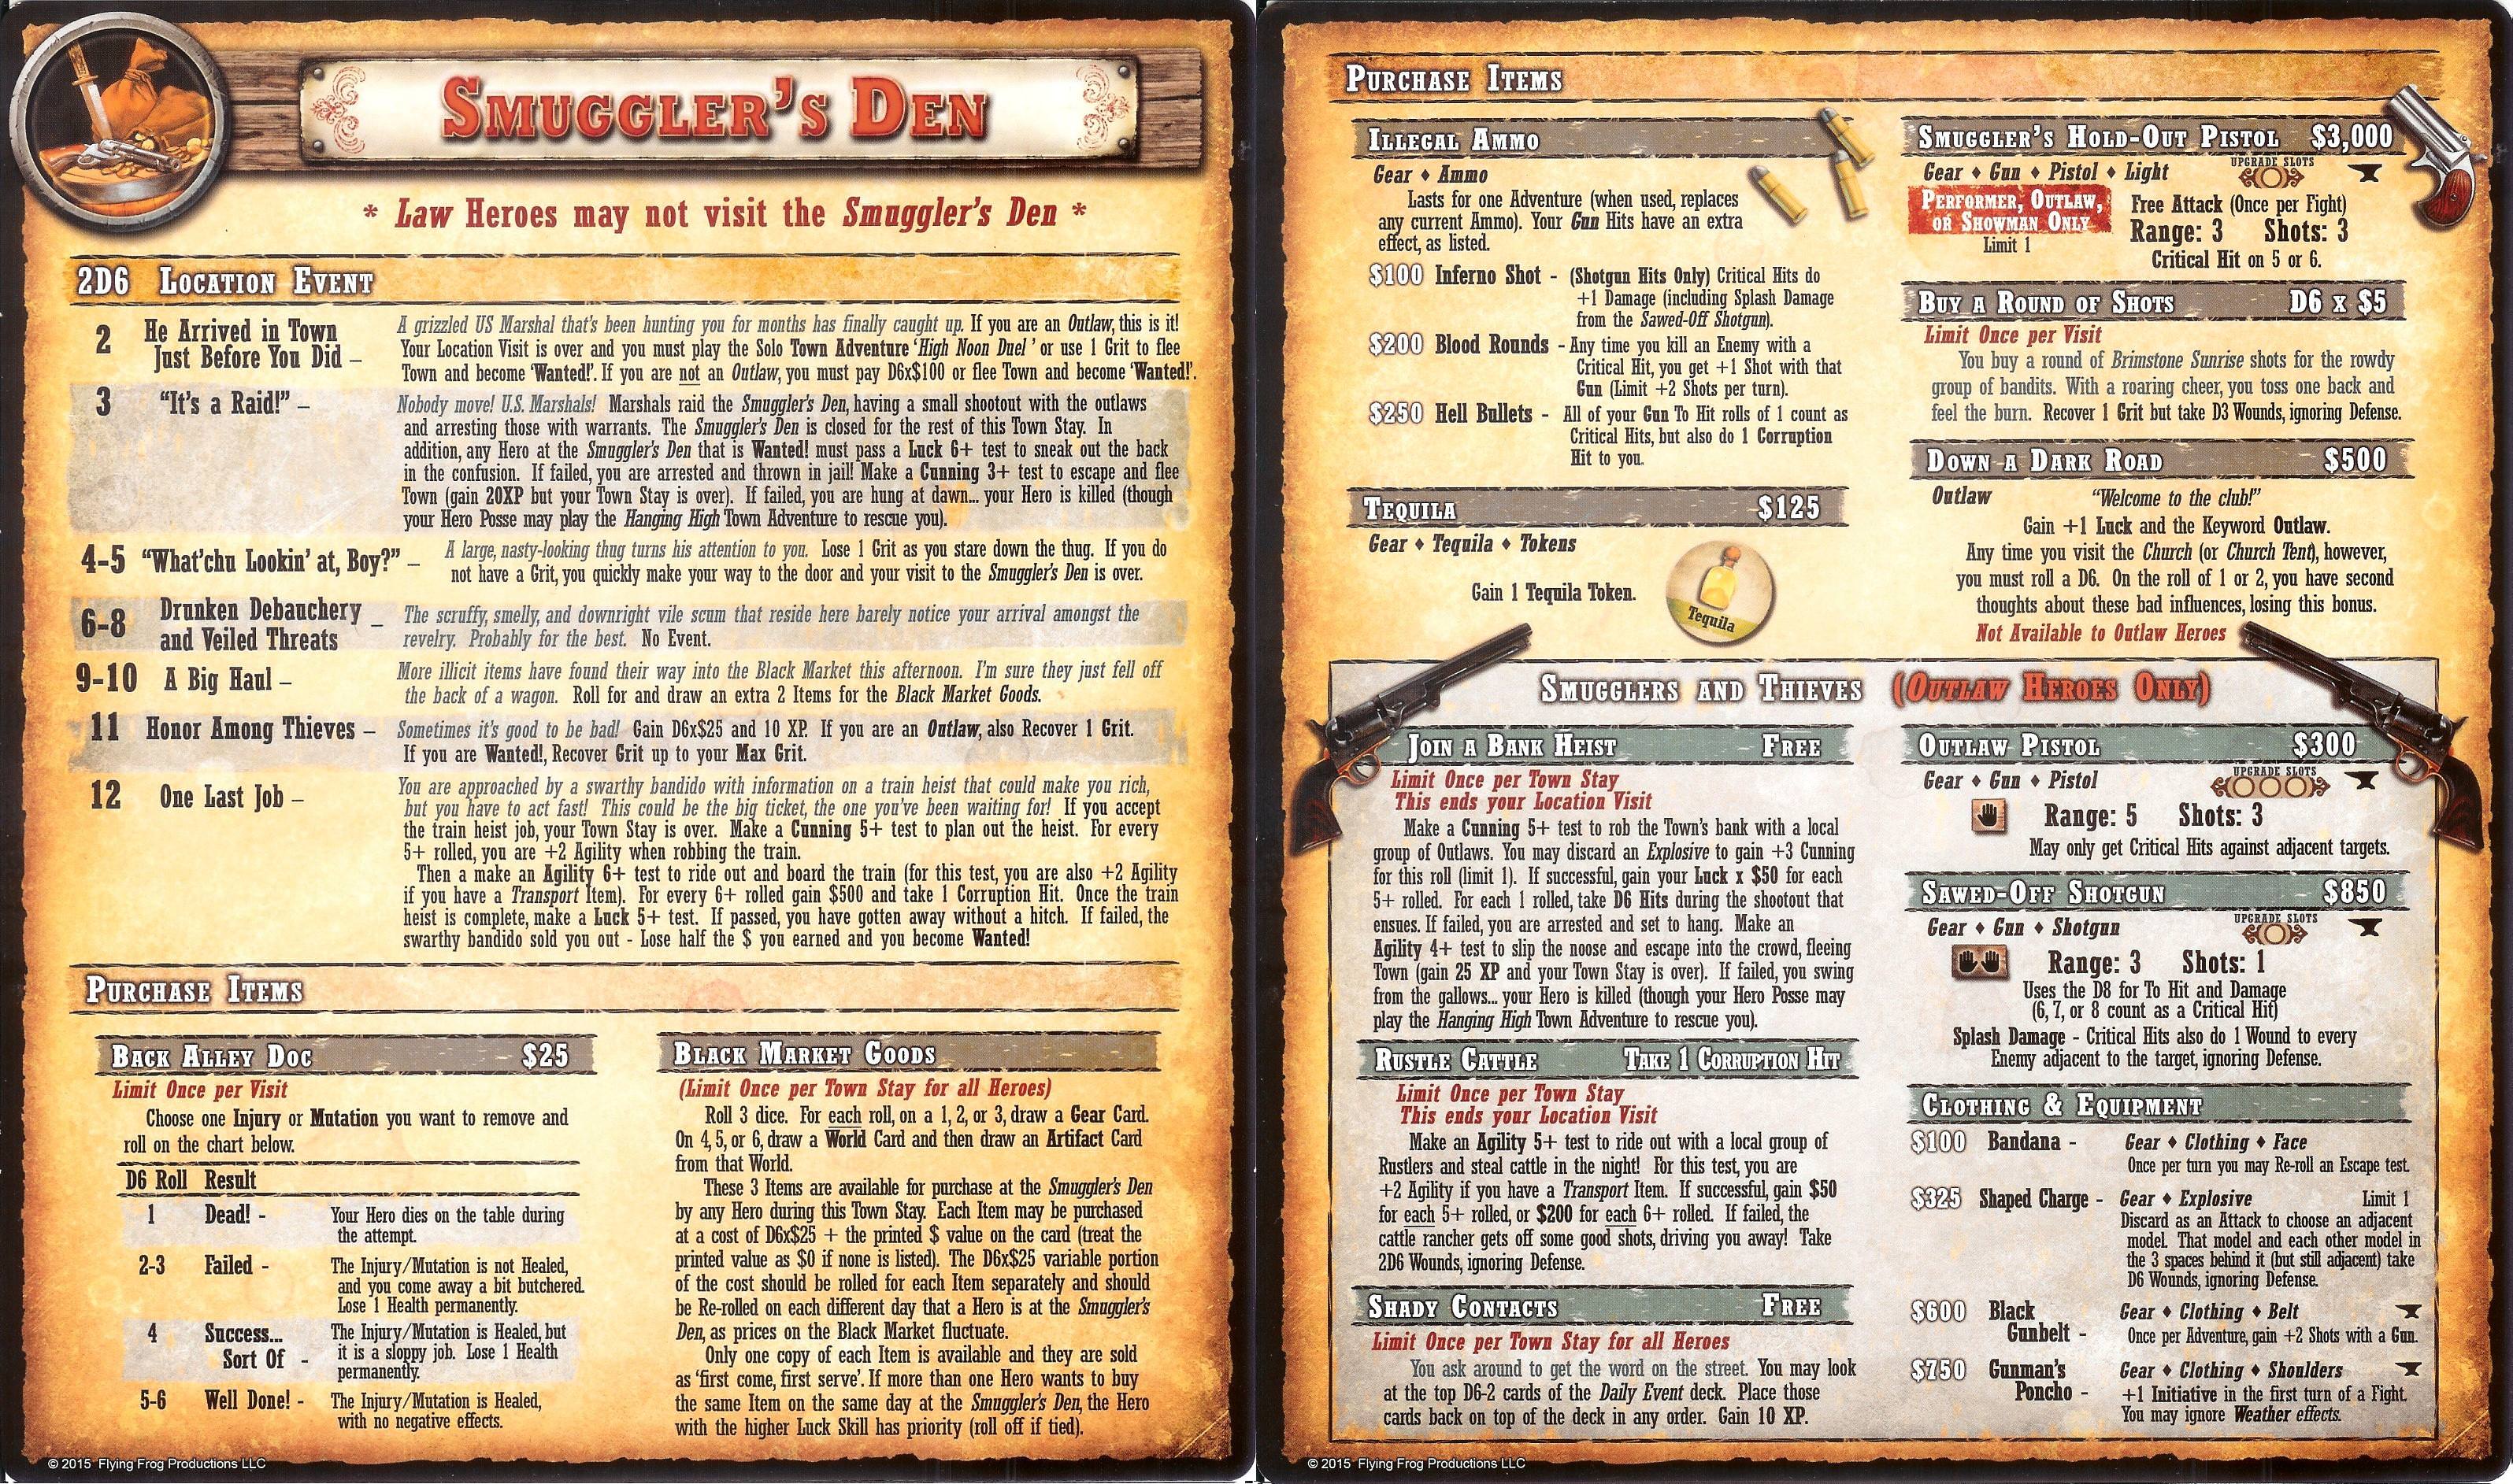 Smuggler's Den
* Law Heroes may not visit the Smuggler's Den *
2D6 Location Event
2 He Arrived in Town
Just Before You Did –
A grizzled US Marshal that's been hunting you for months has finally caught up. If you are an Outlaw, this is it!
Your Location Visit is over and you must play the Solo Town Adventure 'High Noon Duel' or use 1 Grit to flee
Town and become 'Wanted!'. If you are not an Outlaw, you must pay D6x$100 or flee Town and become 'Wanted!'.
3 "It's a Raid!" –
Nobody move! U.S. Marshals! Marshals raid the Smuggler's Den, having a small shootout with the outlaws
and arresting those with warrants. The Smuggler's Den is closed for the rest of this Town Stay. In
addition, any Hero at the Smuggler's Den that is Wanted! must pass a Luck 6+ test to sneak out the back
in the confusion. If failed, you are arrested and thrown in jail! Make a Cunning 3+ test to escape and flee
Town (gain 20XP but your Town Stay is over). If failed, you are hung at dawn... your Hero is killed (though
your Hero Posse may play the Hanging High Town Adventure to rescue you).
4-5 "What'chu Lookin' at, Boy?" –
A large, nasty-looking thug turns his attention to you. Lose 1 Grit as you stare down the thug. If you do
not have a Grit, you quickly make your way to the door and your visit to the Smuggler's Den is over.
6-8 Drunken Debauchery
and Veiled Threats –
The scruffy, smelly, and downright vile scum that reside here barely notice your arrival amongst the
revelry. Probably for the best. No Event.
9-10 A Big Haul –
More illicit items have found their way into the Black Market this afternoon. I'm sure they just fell off
the back of a wagon. Roll for and draw an extra 2 Items for the Black Market Goods.
11 Honor Among Thieves –
Sometimes it's good to be bad! Gain D6x$25 and 10 XP. If you are an Outlaw, also Recover 1 Grit.
If you are Wanted!, Recover Grit up to your Max Grit.
12 One Last Job –
You are approached by a swarthy bandido with information on a train heist that could make you rich,
but you have to act fast! This could be the big ticket, the one you've been waiting for! If you accept
the train heist job, your Town Stay is over. Make a Cunning 5+ test to plan out the heist. For every
5+ rolled, you are +2 Agility when robbing the train.
Then a make an Agility 6+ test to ride out and board the train (for this test, you are also +2 Agility
if you have a Transport Item). For every 6+ rolled gain $500 and take 1 Corruption Hit. Once the train
heist is complete, make a Luck 5+ test. If passed, you have gotten away without a hitch. If failed, the
swarthy bandido sold you out - Lose half the $ you earned and you become Wanted!
Purchase Items
Back Alley Doc $25
Limit Once per Visit
Choose one Injury or Mutation you want to remove and
roll on the chart below.
D6 Roll Result
1 Dead! - Your Hero dies on the table during
the attempt.
2-3 Failed - The Injury/Mutation is not Healed,
and you come away a bit butchered.
Lose 1 Health permanently.
4 Success...
Sort Of -
The Injury/Mutation is Healed, but
it is a sloppy job. Lose 1 Health
permanently.
5-6 Well Done! - The Injury/Mutation is Healed,
with no negative effects.
Black Market Goods
(Limit Once per Town Stay for all Heroes)
Roll 3 dice. For each roll, on a 1, 2, or 3, draw a Gear Card.
On 4, 5, or 6, draw a World Card and then draw an Artifact Card
from that World.
These 3 Items are available for purchase at the Smuggler's Den
by any Hero during this Town Stay. Each Item may be purchased
at a cost of D6x$25 + the printed $ value on the card (treat the
printed value as $0 if none is listed). The D6x$25 variable portion
of the cost should be rolled for each Item separately and should
be Re-rolled on each different day that a Hero is at the Smuggler's
Den, as prices on the Black Market fluctuate.
Only one copy of each Item is available and they are sold
as 'first come, first serve'. If more than one Hero wants to buy
the same Item on the same day at the Smuggler's Den, the Hero
with the higher Luck Skill has priority (roll off if tied).
© 2015 Flying Frog Productions LLC
Purchase Items
Illegal Ammo
Gear ♦ Ammo
Lasts for one Adventure (when used, replaces
any current Ammo). Your Gun Hits have an extra
effect, as listed.
$100 Inferno Shot - (Shotgun Hits Only) Critical Hits do
+1 Damage (including Splash Damage
from the Sawed-Off Shotgun).
$200 Blood Rounds - Any time you kill an Enemy with a
Critical Hit, you get +1 Shot with that
Gun (Limit +2 Shots per turn).
$250 Hell Bullets - All of your Gun To Hit rolls of 1 count as
Critical Hits, but also do 1 Corruption
Hit to you.
Tequila $125
Gear ♦ Tequila ♦ Tokens
Gain 1 Tequila Token.
Tequila
Smuggler's Hold-Out Pistol $3,000
Gear ♦ Gun ♦ Pistol ♦ Light
Upgrade Slots
Performer, Outlaw,
or Showman Only
Limit 1
Free Attack (Once per Fight)
Range: 3 Shots: 3
Critical Hit on 5 or 6.
Buy a Round of Shots D6 x $5
Limit Once per Visit
You buy a round of Brimstone Sunrise shots for the rowdy
group of bandits. With a roaring cheer, you toss one back and
feel the burn. Recover 1 Grit but take D3 Wounds, ignoring Defense.
Down a Dark Road $500
Outlaw "Welcome to the club!"
Gain +1 Luck and the Keyword Outlaw.
Any time you visit the Church (or Church Tent), however,
you must roll a D6. On the roll of 1 or 2, you have second
thoughts about these bad influences, losing this bonus.
Not Available to Outlaw Heroes
Smugglers and Thieves (Outlaw Heroes Only)
Join a Bank Heist Free
Limit Once per Town Stay
This ends your Location Visit
Make a Cunning 5+ test to rob the Town's bank with a local
group of Outlaws. You may discard an Explosive to gain +3 Cunning
for this roll (limit 1). If successful, gain your Luck x $50 for each
5+ rolled. For each 1 rolled, take D6 Hits during the shootout that
ensues. If failed, you are arrested and set to hang. Make an
Agility 4+ test to slip the noose and escape into the crowd, fleeing
Town (gain 25 XP and your Town Stay is over). If failed, you swing
from the gallows... your Hero is killed (though your Hero Posse may
play the Hanging High Town Adventure to rescue you).
Rustle Cattle Take 1 Corruption Hit
Limit Once per Town Stay
This ends your Location Visit
Make an Agility 5+ test to ride out with a local group of
Rustlers and steal cattle in the night! For this test, you are
+2 Agility if you have a Transport Item. If successful, gain $50
for each 5+ rolled, or $200 for each 6+ rolled. If failed, the
cattle rancher gets off some good shots, driving you away! Take
2D6 Wounds, ignoring Defense.
Shady Contacts Free
Limit Once per Town Stay for all Heroes
You ask around to get the word on the street. You may look
at the top D6-2 cards of the Daily Event deck. Place those
cards back on top of the deck in any order. Gain 10 XP.
Outlaw Pistol $300
Gear ♦ Gun ♦ Pistol
Upgrade Slots
Range: 5 Shots: 3
May only get Critical Hits against adjacent targets.
Sawed-Off Shotgun $850
Gear ♦ Gun ♦ Shotgun
Upgrade Slots
Range: 3 Shots: 1
Uses the D8 for To Hit and Damage
(6, 7, or 8 count as a Critical Hit)
Splash Damage - Critical Hits also do 1 Wound to every
Enemy adjacent to the target, ignoring Defense.
Clothing & Equipment
$100 Bandana - Gear ♦ Clothing ♦ Face
Once per turn you may Re-roll an Escape test.
$325 Shaped Charge - Gear ♦ Explosive Limit 1
Discard as an Attack to choose an adjacent
model. That model and each other model in
the 3 spaces behind it (but still adjacent) take
D6 Wounds, ignoring Defense.
$600 Black
Gunbelt -
Gear ♦ Clothing ♦ Belt
Once per Adventure, gain +2 Shots with a Gun.
$750 Gunman's
Poncho -
Gear ♦ Clothing ♦ Shoulders
+1 Initiative in the first turn of a Fight.
You may ignore Weather effects.
© 2015 Flying Frog Productions LLC